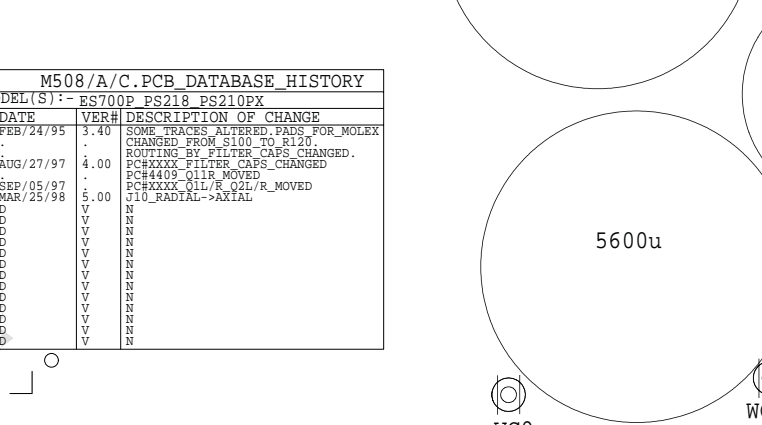 M508/A/C.PCB_DATABASE_HISTORY
DEL(S):- ES700P_PS218_PS210PX
DATE VER# DESCRIPTION OF CHANGE
FEB/24/95 3.40 SOME_TRACES_ALTERED.PADS_FOR_MOLEX
. . CHANGED_FROM_S100_TO_R120.
. . ROUTING_BY_FILTER_CAPS_CHANGED.
AUG/27/97 4.00 PC#XXXX_FILTER_CAPS_CHANGED
. . PC#4409_Q11R_MOVED
SEP/05/97 . PC#XXXX_Q1L/R_Q2L/R_MOVED
MAR/25/98 5.00 J10_RADIAL->AXIAL
D V N
D V N
D V N
D V N
D V N
D V N
D V N
D V N
D V N
D V N
D V N
D V N
D V N
5600u